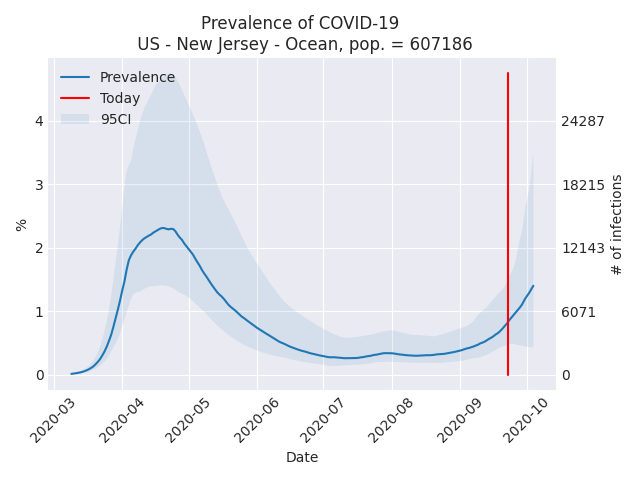 Prevalence of COVID-19
US - New Jersey - Ocean, pop. = 607186
Prevalence
Today
95CI
%
4
3
2
1
0
24287
18215
12143
6071
0
# of infections
2020-03
2020-04
2020-05
2020-06
2020-07
2020-08
2020-09
2020-10
Date